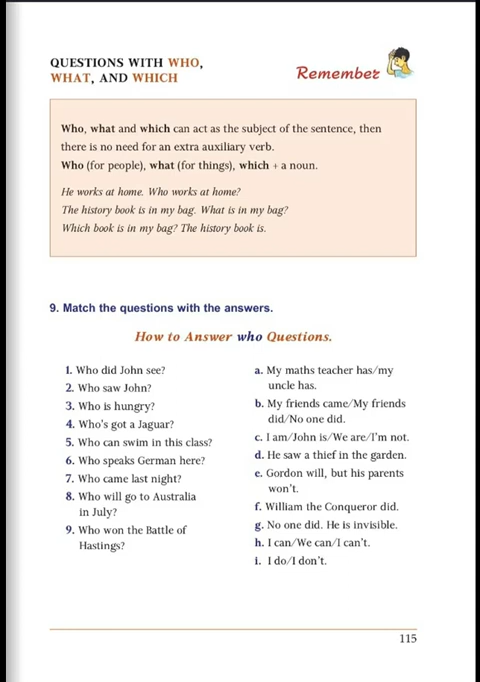 QUESTIONS WITH WHO,
WHAT, AND WHICH
Remember
Who, what and which can act as the subject of the sentence, then
there is no need for an extra auxiliary verb.
Who (for people), what (for things), which + a noun.
He works at home. Who works at home?
The history book is in my bag. What is in my bag?
Which book is in my bag? The history book is.
9. Match the questions with the answers.
How to Answer who Questions.
1. Who did John see?
2. Who saw John?
3. Who is hungry?
4. Who's got a Jaguar?
5. Who can swim in this class?
6. Who speaks German here?
7. Who came last night?
8. Who will go to Australia
in July?
9. Who won the Battle of
Hastings?
a. My maths teacher has/my
uncle has.
b. My friends came/My friends
did/No one did.
c. I am/John is/We are/I'm not.
d. He saw a thief in the garden.
e. Gordon will, but his parents
won't.
f. William the Conqueror did.
g. No one did. He is invisible.
h. I can/We can/I can't.
i. I do/I don't.
115